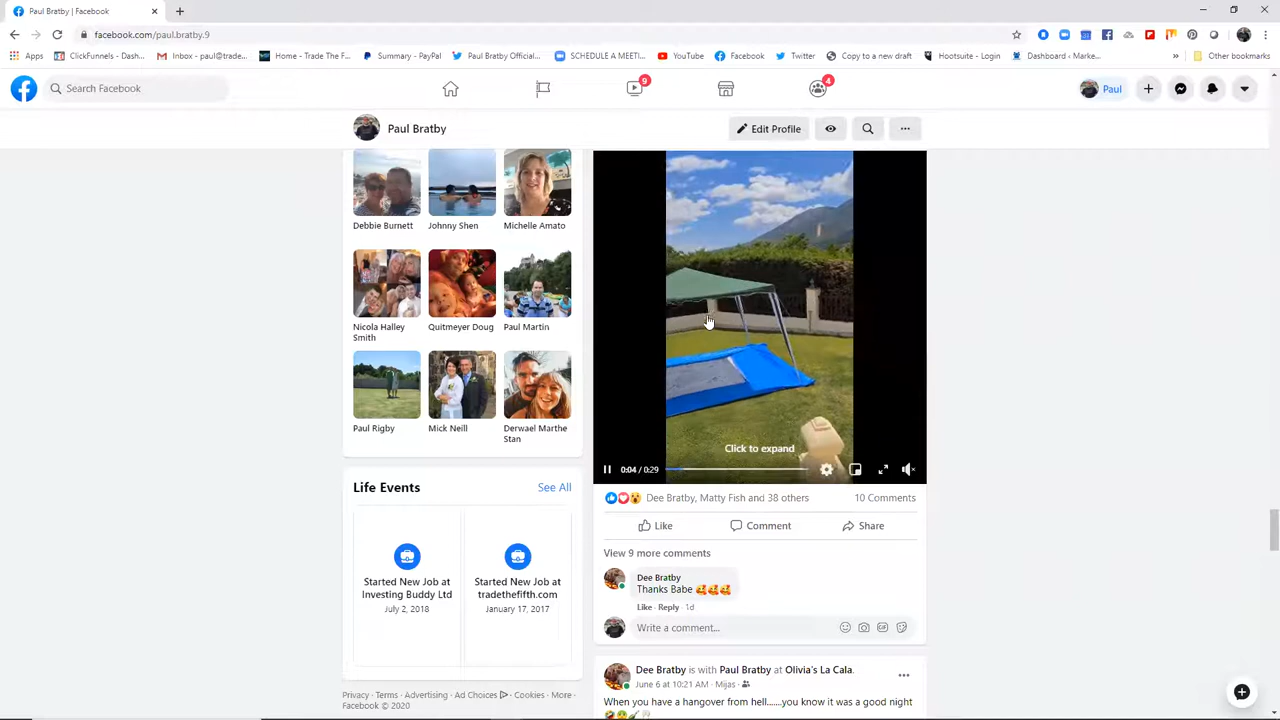 Paul Bratby | Facebook
facebook.com/paul.bratby.9
Apps
ClickFunnels - Dash...
Inbox - paul@trade...
Home - Trade The F...
Summary - PayPal
Paul Bratby Official...
SCHEDULE A MEETI...
YouTube
Facebook
Twitter
Copy to a new draft
Hootsuite - Login
Dashboard ‹ Marke...
»
Other bookmarks
Search Facebook
9
4
Paul
Paul Bratby
Edit Profile
Debbie Burnett
Johnny Shen
Michelle Amato
Nicola Halley
Smith
Quitmeyer Doug
Paul Martin
Paul Rigby
Mick Neill
Derwael Marthe
Stan
Life Events
See All
Started New Job at
Investing Buddy Ltd
July 2, 2018
Started New Job at
tradethefifth.com
January 17, 2017
Privacy · Terms · Advertising · Ad Choices · Cookies · More ·
Facebook © 2020
Click to expand
0:04 / 0:29
Dee Bratby, Matty Fish and 38 others
10 Comments
Like
Comment
Share
View 9 more comments
Dee Bratby
Thanks Babe 🥰🥰🥰
Like · Reply · 1d
Write a comment...
GIF
Dee Bratby is with Paul Bratby at Olivia's La Cala.
June 6 at 10:21 AM · Mijas ·
When you have a hangover from hell.......you know it was a good night